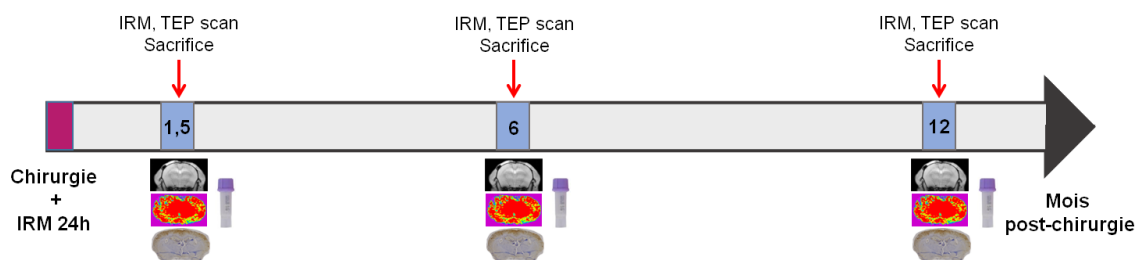 IRM, TEP scan
Sacrifice
IRM, TEP scan
Sacrifice
IRM, TEP scan
Sacrifice
1,5
6
12
Chirurgie
+
IRM 24h
Mois
post-chirurgie